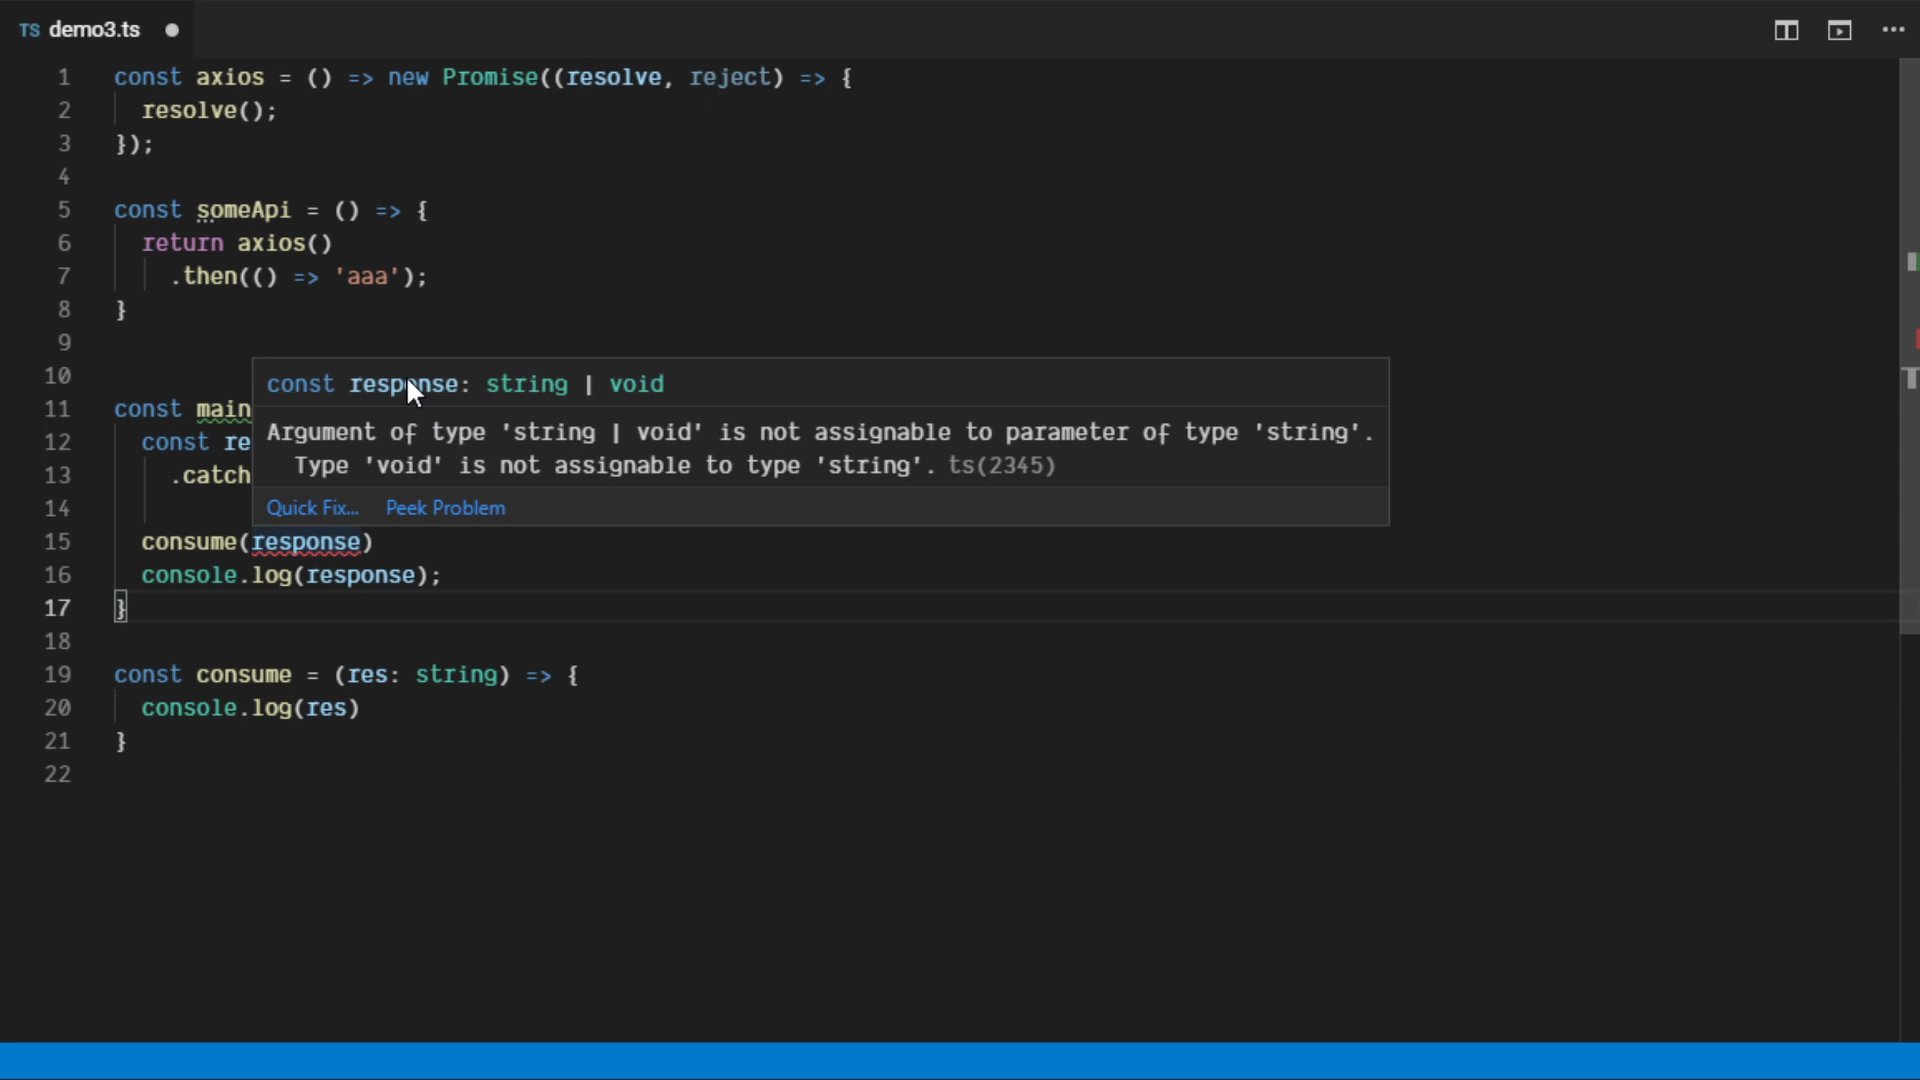 TS demo3.ts
1 const axios = () => new Promise((resolve, reject) => {
2 resolve();
3 });
4
5 const someApi = () => {
6 return axios()
7 .then(() => 'aaa');
8 }
9
10
const response: string | void
11 const main
Argument of type 'string | void' is not assignable to parameter of type 'string'.
12 const re
Type 'void' is not assignable to type 'string'. ts(2345)
13 .catch
14
Quick Fix... Peek Problem
15 consume(response)
16 console.log(response);
17 }
18
19 const consume = (res: string) => {
20 console.log(res)
21 }
22